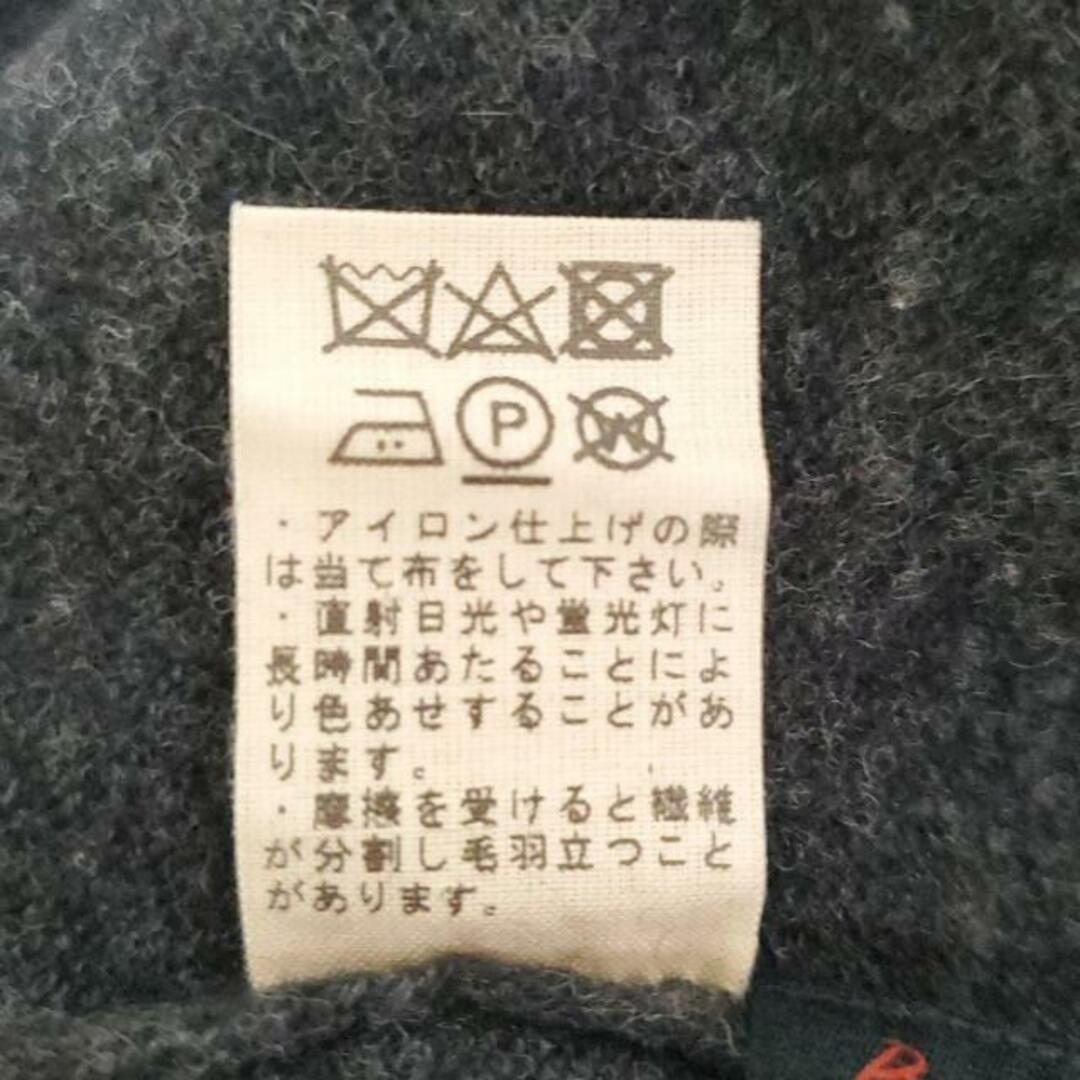 P W
・アイロン仕上げの際
は当て布をして下さい。
・直射日光や蛍光灯に
長時間あたることによ
り色あせすることがあ
ります。
・摩擦を受けると繊維
が分割し毛羽立つこと
があります。